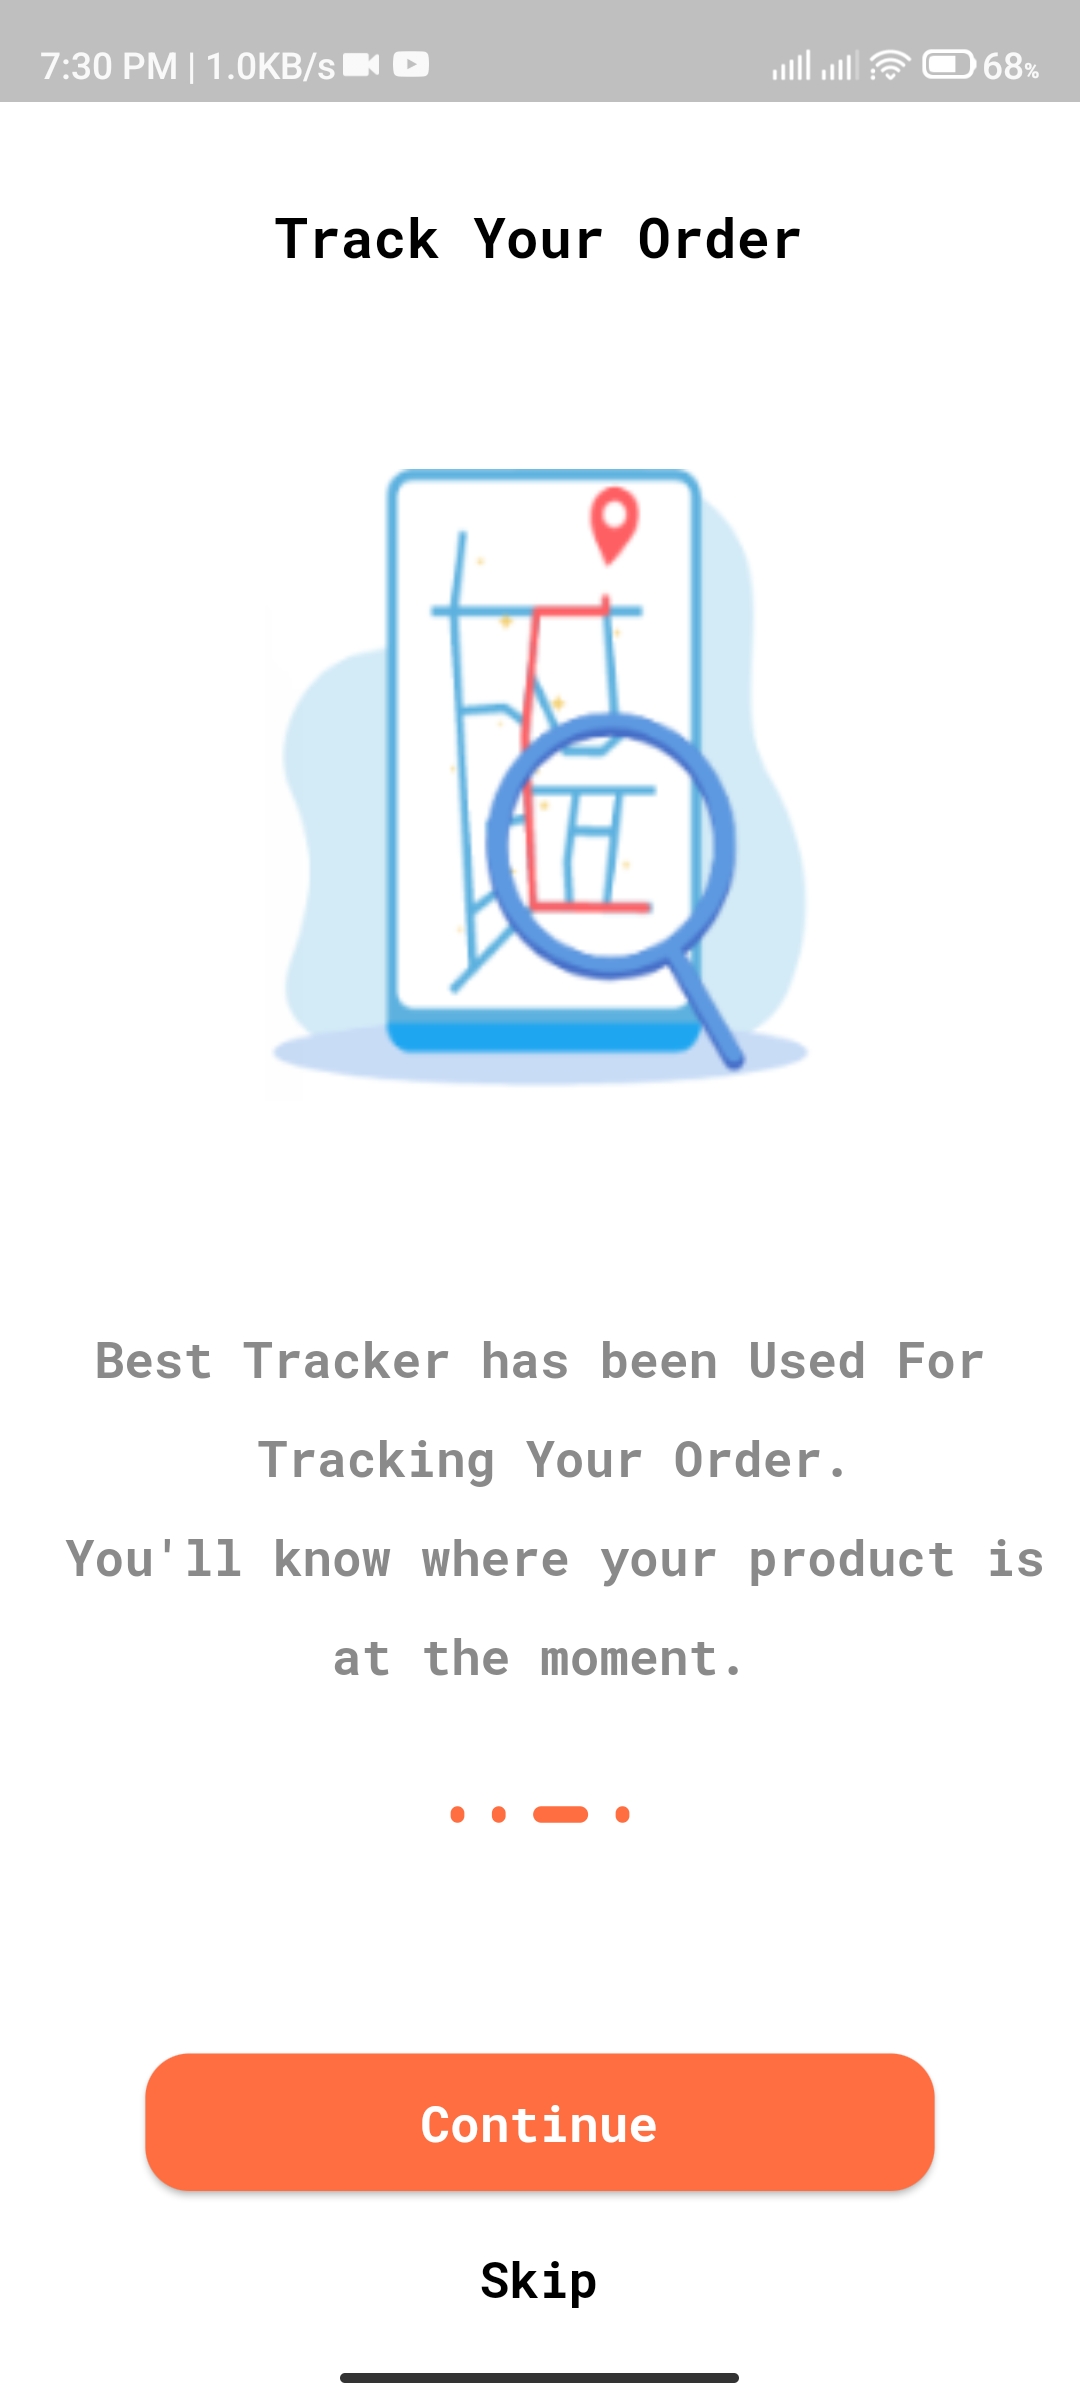 7:30 PM | 1.0KB/s 68%
Track Your Order
Best Tracker has been Used For
Tracking Your Order.
You'll know where your product is
at the moment.
Continue
Skip